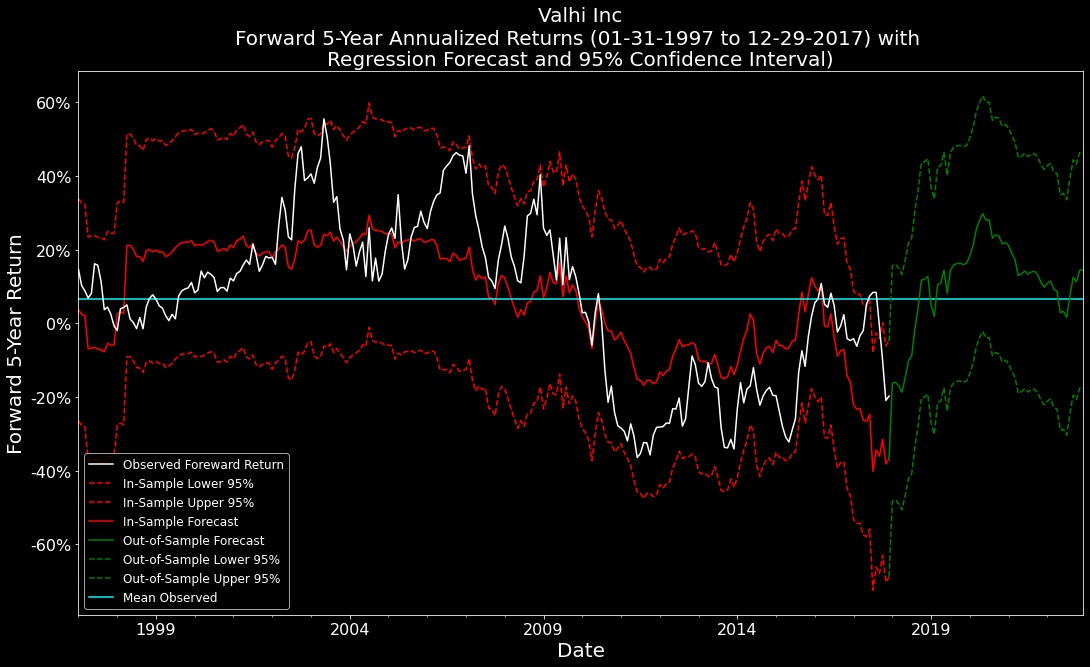 Valhi Inc
Forward 5-Year Annualized Returns (01-31-1997 to 12-29-2017) with
Regression Forecast and 95% Confidence Interval)
60%
40%
20%
0%
-20%
-40%
-60%
Forward 5-Year Return
Observed Foreward Return
In-Sample Lower 95%
In-Sample Upper 95%
In-Sample Forecast
Out-of-Sample Forecast
Out-of-Sample Lower 95%
Out-of-Sample Upper 95%
Mean Observed
1999
2004
2009
2014
2019
Date